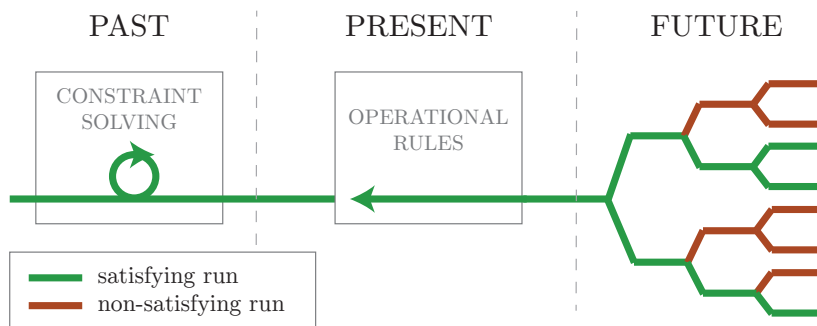 PAST
PRESENT
FUTURE
CONSTRAINT
SOLVING
OPERATIONAL
RULES
satisfying run
non-satisfying run